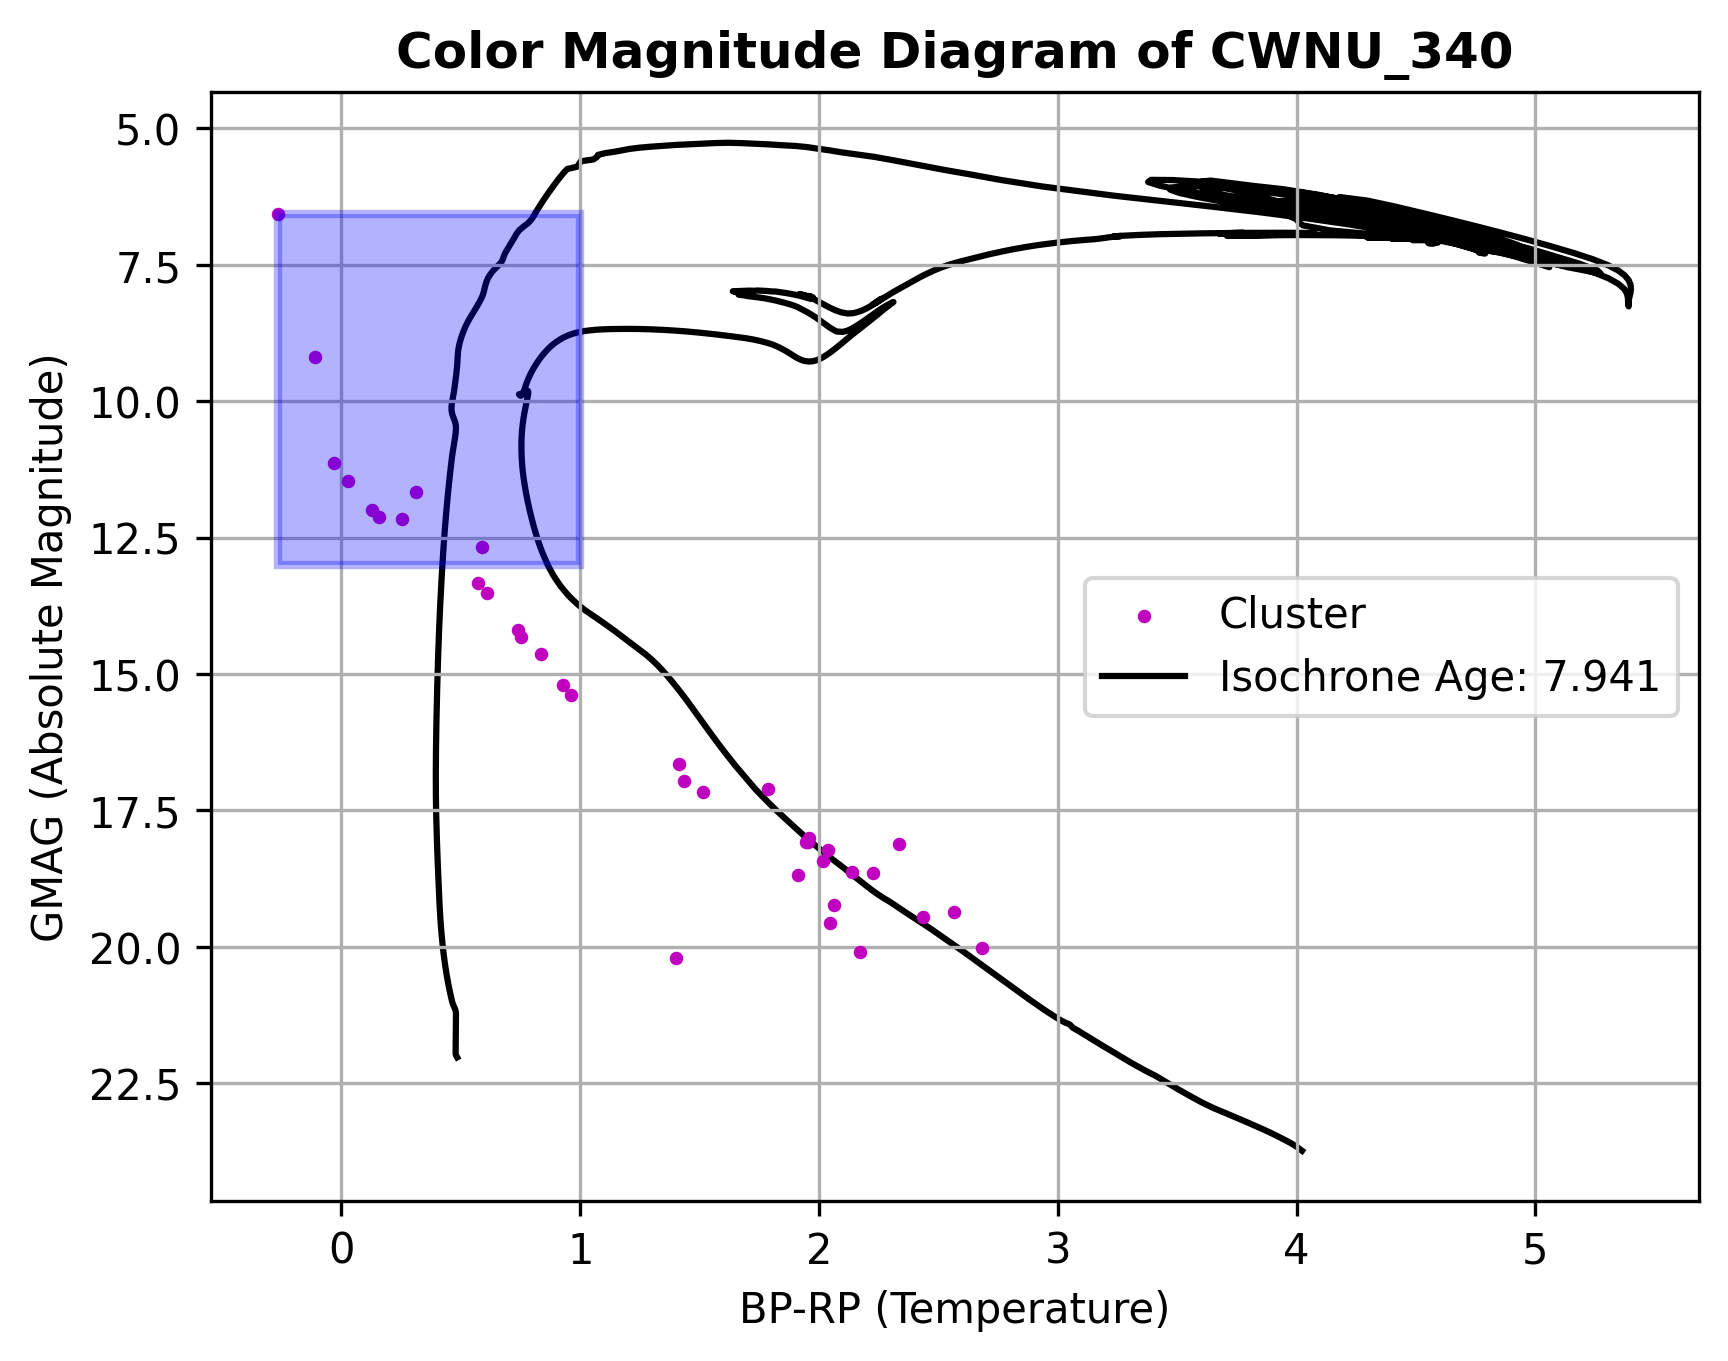 Color Magnitude Diagram of CWNU_340
GMAG (Absolute Magnitude)
5.0
7.5
10.0
12.5
15.0
17.5
20.0
22.5
Cluster
Isochrone Age: 7.941
0 1 2 3 4 5
BP-RP (Temperature)